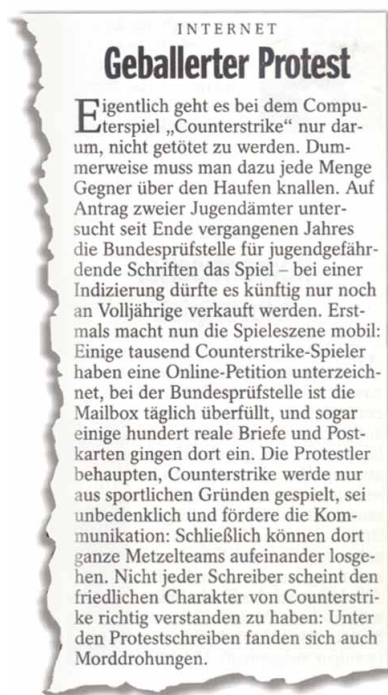 INTERNET
Geballerter Protest
Eigentlich geht es bei dem Compu-
terspiel „Counterstrike“ nur dar-
um, nicht getötet zu werden. Dum-
merweise muss man dazu jede Menge
Gegner über den Haufen knallen. Auf
Antrag zweier Jugendämter unter-
sucht seit Ende vergangenen Jahres
die Bundesprüfstelle für jugendgefähr-
dende Schriften das Spiel – bei einer
Indizierung dürfte es künftig nur noch
an Volljährige verkauft werden. Erst-
mals macht nun die Spieleszene mobil:
Einige tausend Counterstrike-Spieler
haben eine Online-Petition unterzeich-
net, bei der Bundesprüfstelle ist die
Mailbox täglich überfüllt, und sogar
einige hundert reale Briefe und Post-
karten gingen dort ein. Die Protestler
behaupten, Counterstrike werde nur
aus sportlichen Gründen gespielt, sei
unbedenklich und fördere die Kom-
munikation: Schließlich können dort
ganze Metzelteams aufeinander losge-
hen. Nicht jeder Schreiber scheint den
friedlichen Charakter von Counterstri-
ke richtig verstanden zu haben: Unter
den Protestschreiben fanden sich auch
Morddrohungen.